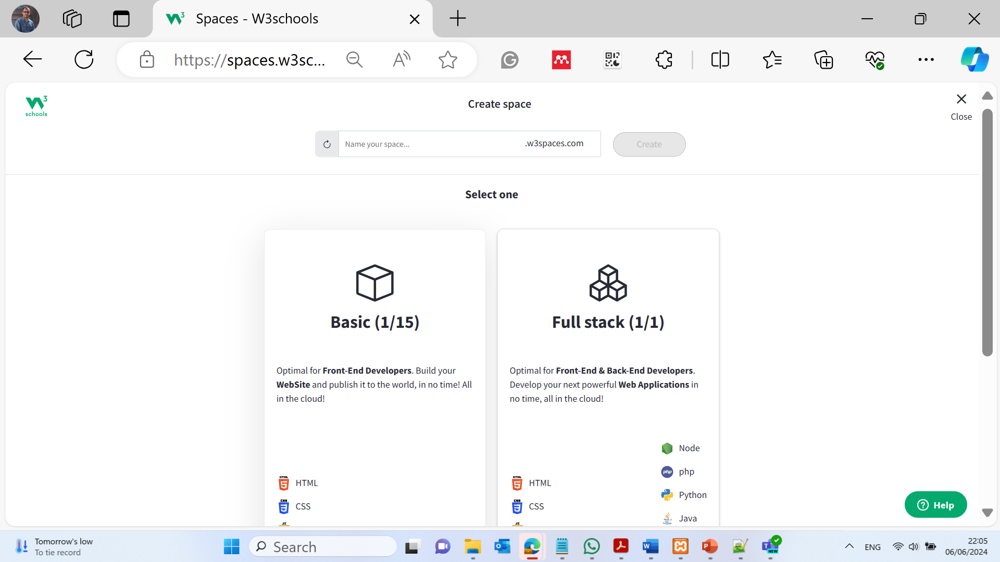 Spaces - W3schools
https://spaces.w3sc...
W3
schools
Create space
Close
Name your space...
.w3spaces.com
Create
Select one
Basic (1/15)
Full stack (1/1)
Optimal for Front-End Developers. Build your
WebSite and publish it to the world, in no time! All
in the cloud!
Optimal for Front-End & Back-End Developers.
Develop your next powerful Web Applications in
no time, all in the cloud!
HTML
CSS
HTML
CSS
Node
php
Python
Java
Help
Tomorrow's low
To tie record
Search
ENG
22:05
06/06/2024